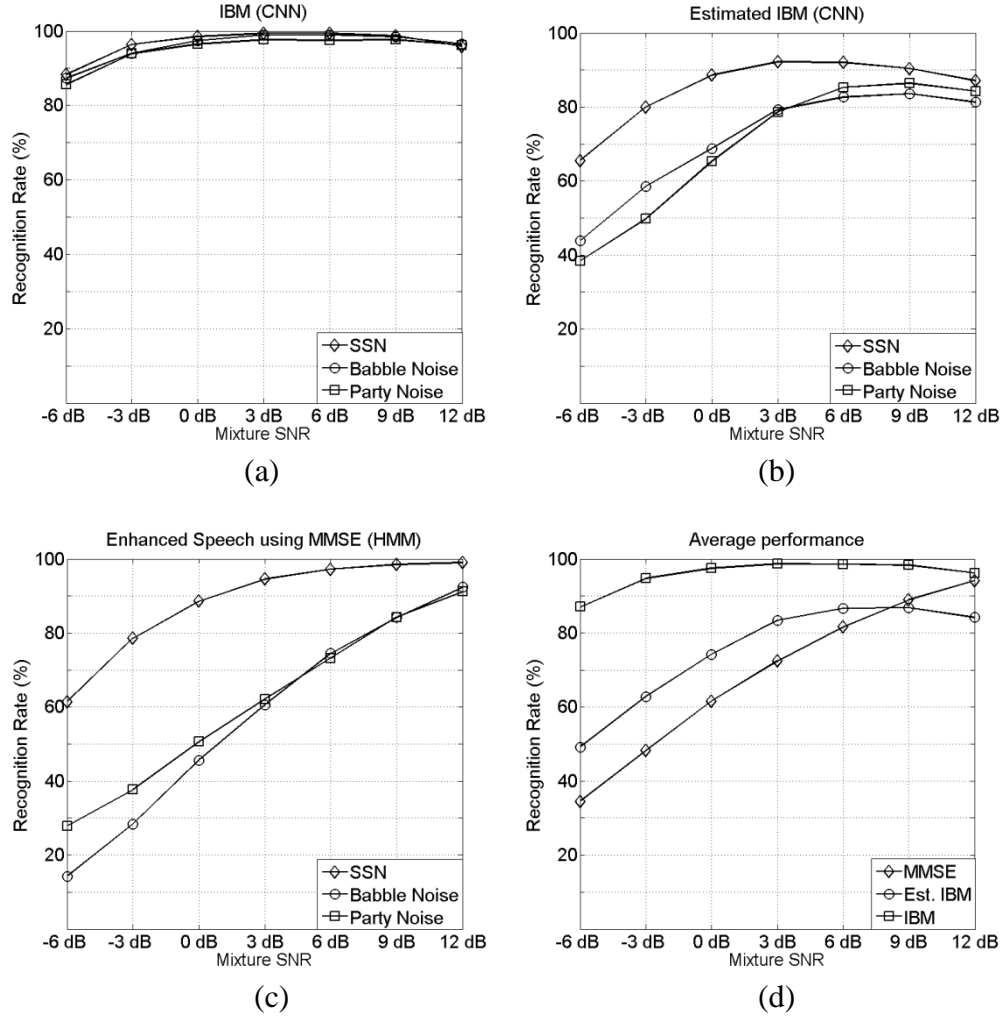 IBM (CNN)
Recognition Rate (%)
100
80
60
40
20
-6 dB -3 dB 0 dB 3 dB 6 dB 9 dB 12 dB
Mixture SNR
SSN
Babble Noise
Party Noise
(a)
Estimated IBM (CNN)
Recognition Rate (%)
100
80
60
40
20
-6 dB -3 dB 0 dB 3 dB 6 dB 9 dB 12 dB
Mixture SNR
SSN
Babble Noise
Party Noise
(b)
Enhanced Speech using MMSE (HMM)
Recognition Rate (%)
100
80
60
40
20
-6 dB -3 dB 0 dB 3 dB 6 dB 9 dB 12 dB
Mixture SNR
SSN
Babble Noise
Party Noise
(c)
Average performance
Recognition Rate (%)
100
80
60
40
20
-6 dB -3 dB 0 dB 3 dB 6 dB 9 dB 12 dB
Mixture SNR
MMSE
Est. IBM
IBM
(d)